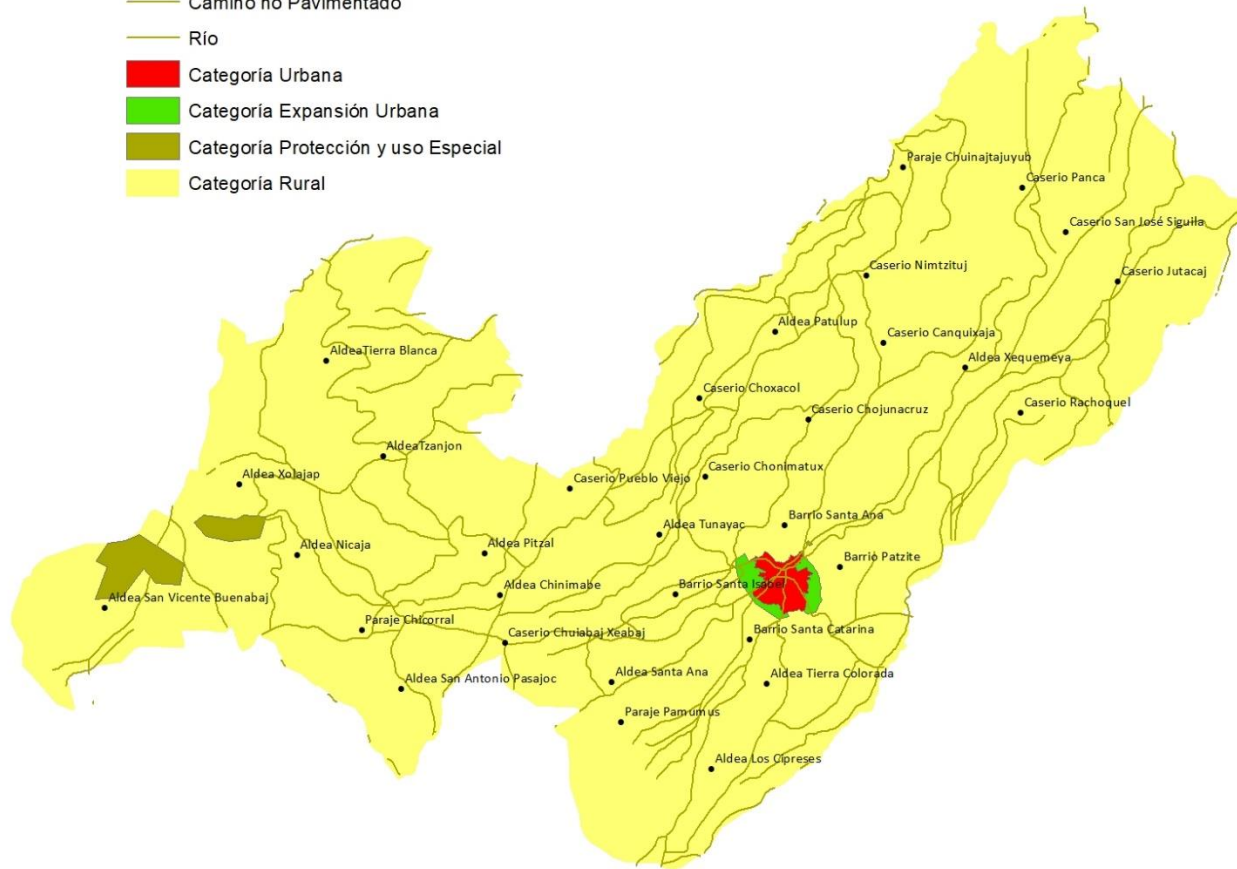 Camino no Pavimentado
Río
Categoría Urbana
Categoría Expansión Urbana
Categoría Protección y uso Especial
Categoría Rural
Paraje Chuinajtajuyub
Caserio Panca
Caserio San José Siguila
Caserio Nimtzituj
Caserio Jutacaj
Aldea Patulup
Caserio Canquixaja
AldeaTierra Blanca
Aldea Xequemeya
Caserio Choxacol
Caserio Chojunacruz
Caserio Rachoquel
AldeaTzanjon
Caserio Chonimatux
Aldea Xolajap
Caserio Pueblo Viejo
Aldea Tunayac
Barrio Santa Ana
Aldea Nicaja
Aldea Pitzal
Barrio Patzite
Aldea Chinimabe
Barrio Santa Isabel
Aldea San Vicente Buenabaj
Paraje Chicorral
Caserio Chuiabaj Xeabaj
Barrio Santa Catarina
Aldea San Antonio Pasajoc
Aldea Santa Ana
Aldea Tierra Colorada
Paraje Pamumus
Aldea Los Cipreses